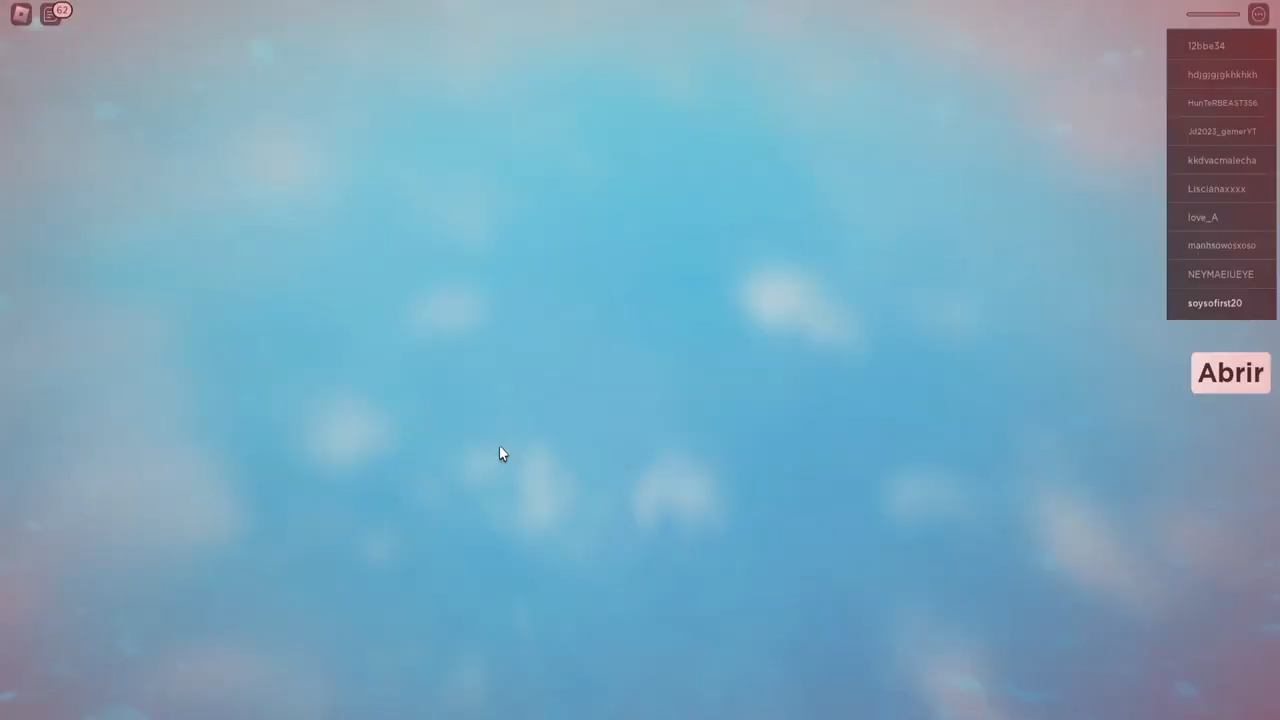 62
12bbe34
hdjgjgjgkhkhkh
HunTeRBEAST356
Jd2023_gamerYT
kkdvacmalecha
Liscianaxxxx
love_A
manhsowosxoso
NEYMAEIUEYE
soysofirst20
Abrir